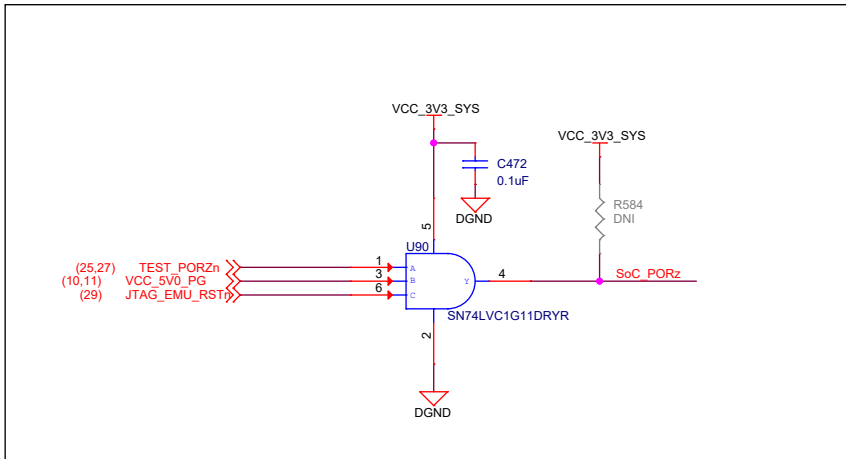 VCC_3V3_SYS
VCC_3V3_SYS
C472
0.1uF
R584
DNI
DGND
5
U90
(25,27) TEST_PORZn 1 A
(10,11) VCC_5V0_PG 3 B Y 4 SoC_PORz
(29) JTAG_EMU_RSTn 6 C
SN74LVC1G11DRYR
2
DGND